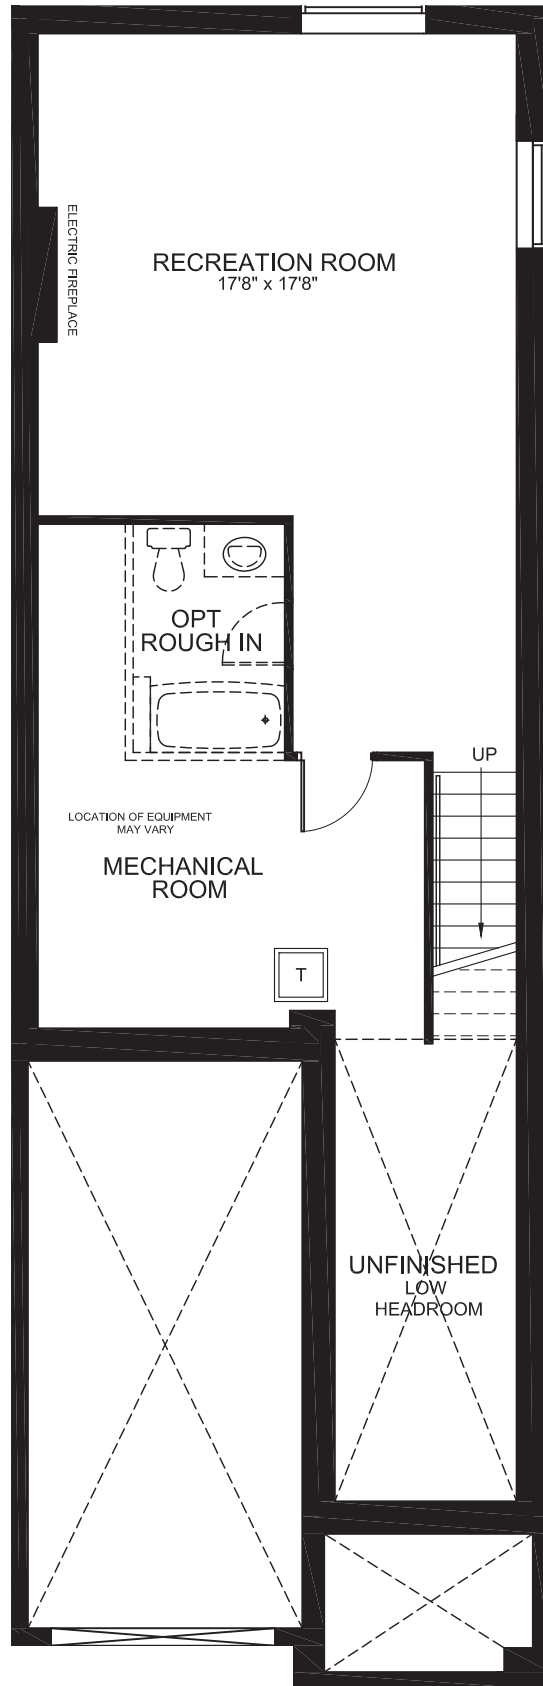 ELECTRIC FIREPLACE
RECREATION ROOM
17'8" x 17'8"
OPT
ROUGH IN
UP
LOCATION OF EQUIPMENT
MAY VARY
MECHANICAL
ROOM
T
UNFINISHED
LOW
HEADROOM